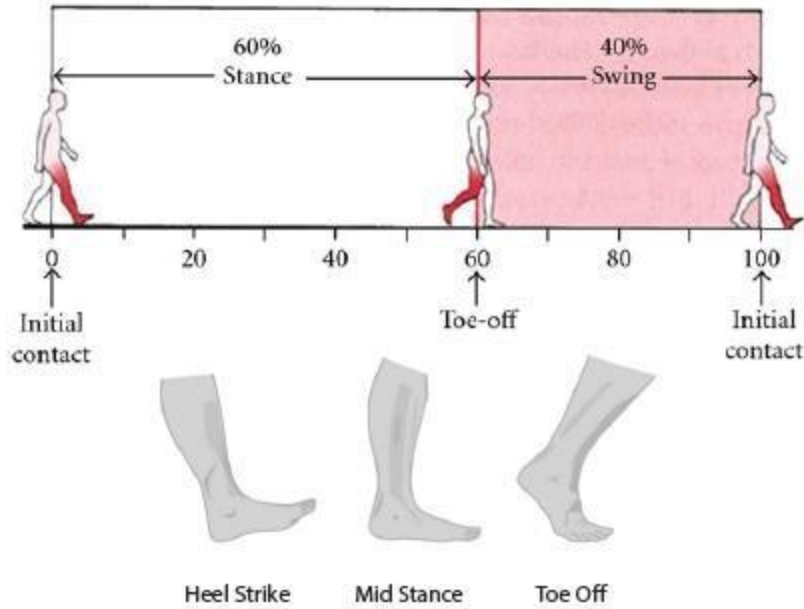 60% 40%
Stance Swing
0 20 40 60 80 100
Initial contact Toe-off Initial contact
Heel Strike Mid Stance Toe Off